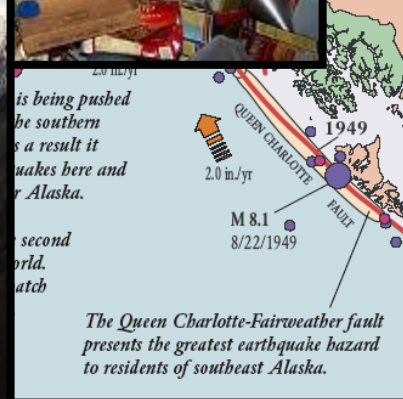 2.0 in./yr
is being pushed
he southern
s a result it
uakes here and
r Alaska.
second
orld.
atch
QUEEN CHARLOTTE
FAULT
1949
2.0 in./yr
M 8.1
8/22/1949
The Queen Charlotte-Fairweather fault
presents the greatest earthquake hazard
to residents of southeast Alaska.